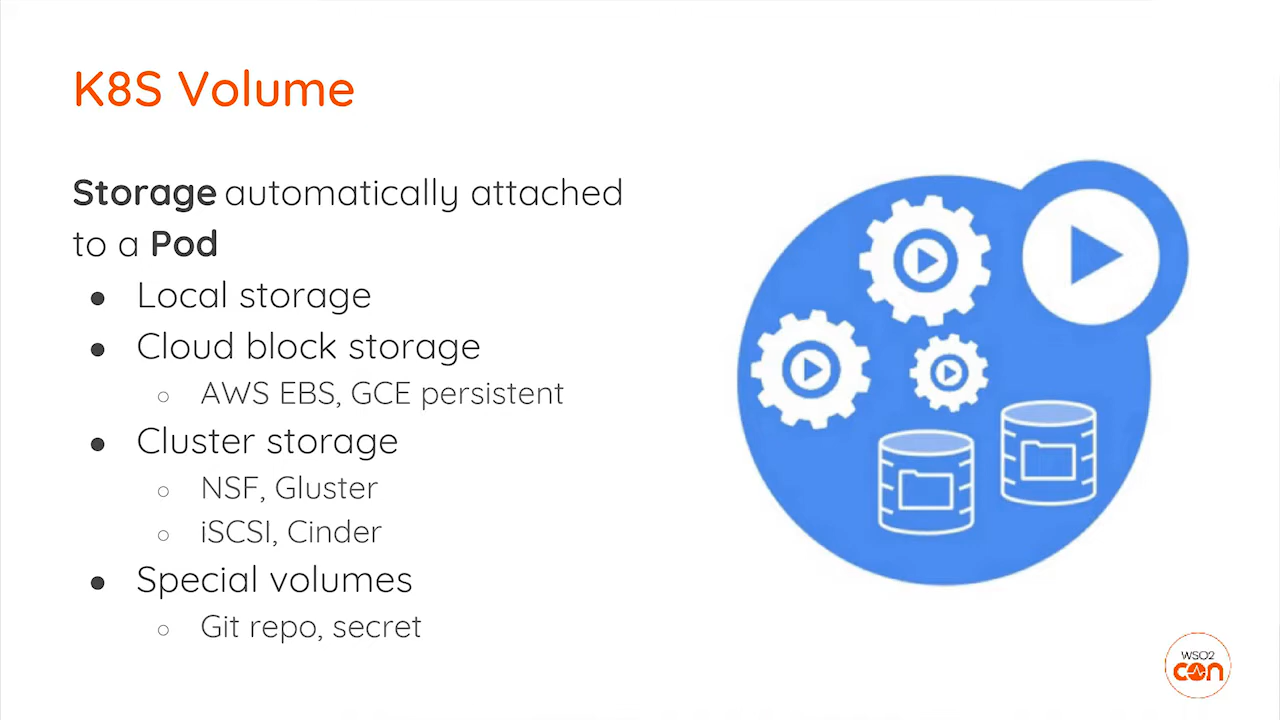 K8S Volume
Storage automatically attached
to a Pod
● Local storage
● Cloud block storage
○ AWS EBS, GCE persistent
● Cluster storage
○ NSF, Gluster
○ iSCSI, Cinder
● Special volumes
○ Git repo, secret
WSO2
con